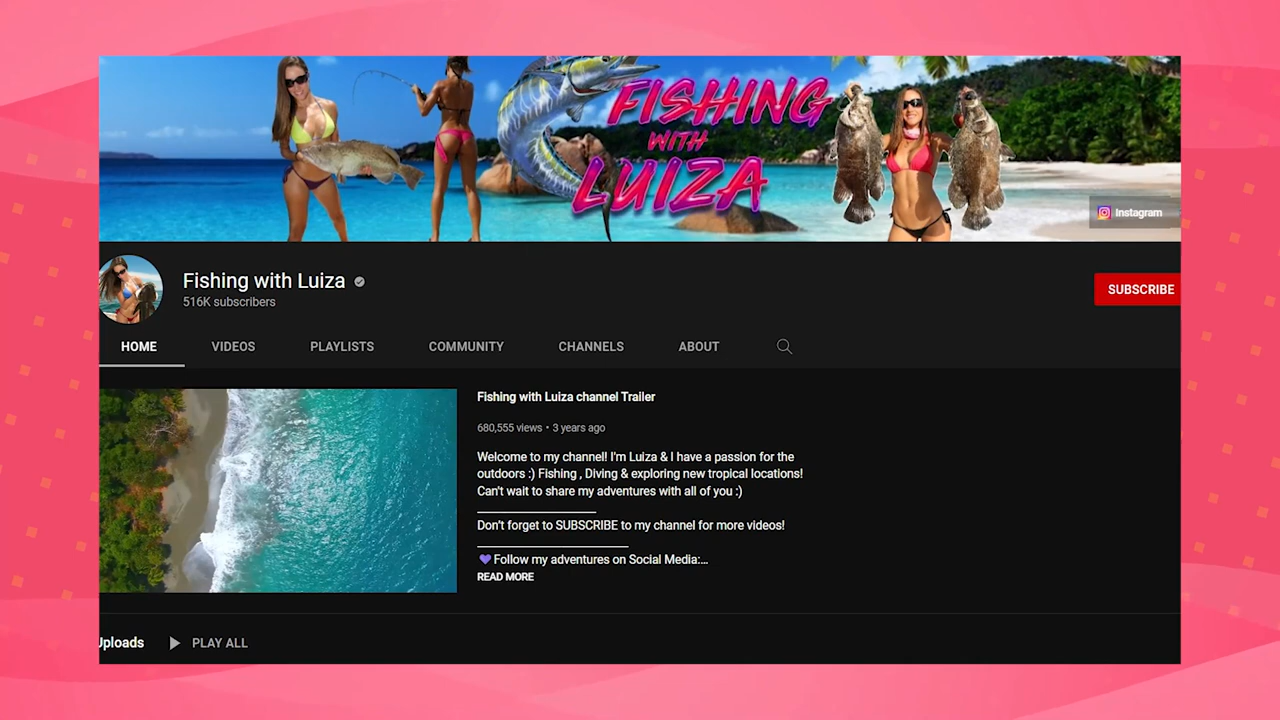 FISHING
WITH
LUIZA
Instagram
Fishing with Luiza
516K subscribers
SUBSCRIBE
HOME
VIDEOS
PLAYLISTS
COMMUNITY
CHANNELS
ABOUT
Fishing with Luiza channel Trailer
680,555 views • 3 years ago
Welcome to my channel! I'm Luiza & I have a passion for the
outdoors :) Fishing , Diving & exploring new tropical locations!
Can't wait to share my adventures with all of you :)
Don't forget to SUBSCRIBE to my channel for more videos!
💜Follow my adventures on Social Media:...
READ MORE
Uploads
PLAY ALL